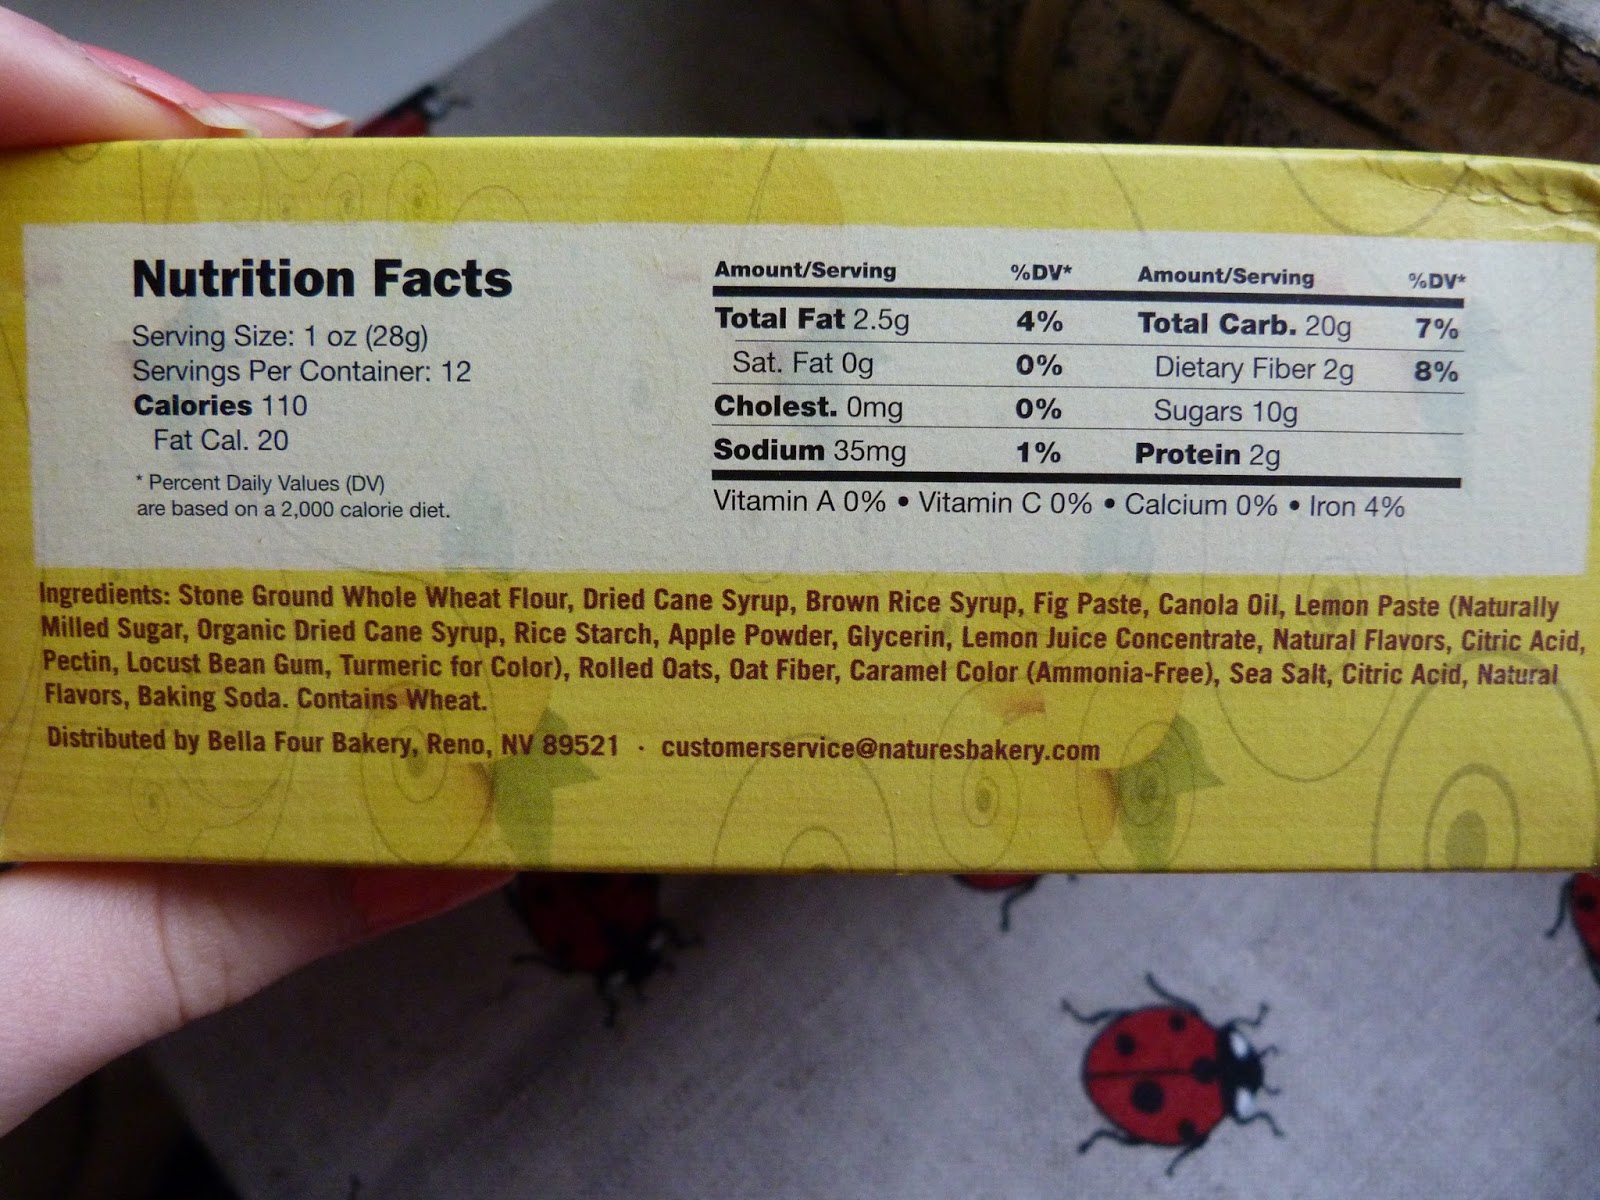 Nutrition Facts
Serving Size: 1 oz (28g)
Servings Per Container: 12
Calories 110
Fat Cal. 20
* Percent Daily Values (DV)
are based on a 2,000 calorie diet.
Amount/Serving %DV* Amount/Serving %DV*
Total Fat 2.5g 4% Total Carb. 20g 7%
Sat. Fat 0g 0% Dietary Fiber 2g 8%
Cholest. 0mg 0% Sugars 10g
Sodium 35mg 1% Protein 2g
Vitamin A 0% • Vitamin C 0% • Calcium 0% • Iron 4%
Ingredients: Stone Ground Whole Wheat Flour, Dried Cane Syrup, Brown Rice Syrup, Fig Paste, Canola Oil, Lemon Paste (Naturally
Milled Sugar, Organic Dried Cane Syrup, Rice Starch, Apple Powder, Glycerin, Lemon Juice Concentrate, Natural Flavors, Citric Acid,
Pectin, Locust Bean Gum, Turmeric for Color), Rolled Oats, Oat Fiber, Caramel Color (Ammonia-Free), Sea Salt, Citric Acid, Natural
Flavors, Baking Soda. Contains Wheat.
Distributed by Bella Four Bakery, Reno, NV 89521 · customerservice@naturesbakery.com